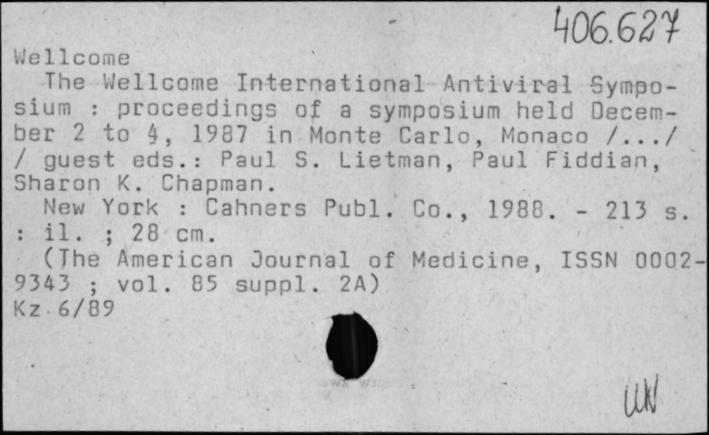 406.627
Wellcome
The Wellcome International Antiviral Sympo-
sium : proceedings of a symposium held Decem-
ber 2 to 4, 1987 in Monte Carlo, Monaco /.../
/ guest eds.: Paul S. Lietman, Paul Fiddian,
Sharon K. Chapman.
New York : Cahners Publ. Co., 1988. - 213 s.
: il. ; 28 cm.
(The American Journal of Medicine, ISSN 0002-
9343 ; vol. 85 suppl. 2A)
Kz 6/89